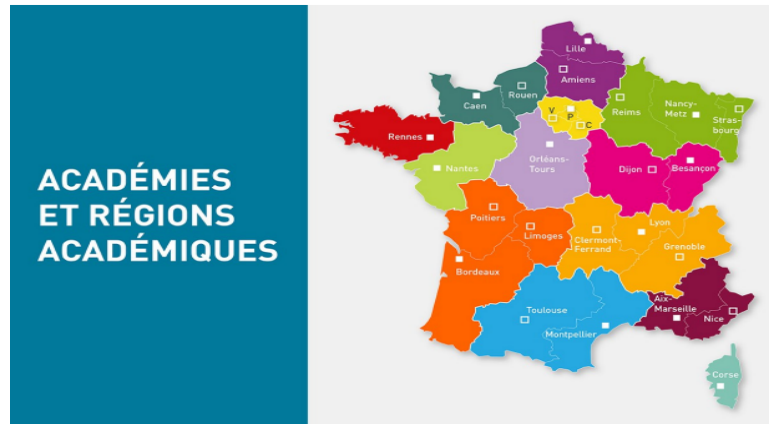 ACADÉMIES
ET RÉGIONS
ACADÉMIQUES
Lille
Amiens
Rouen
Caen
V
P
C
Reims
Nancy-
Metz
Stras-
bourg
Rennes
Nantes
Orléans-
Tours
Dijon
Besançon
Poitiers
Limoges
Clermont-
Ferrand
Lyon
Grenoble
Bordeaux
Toulouse
Montpellier
Aix-
Marseille
Nice
Corse